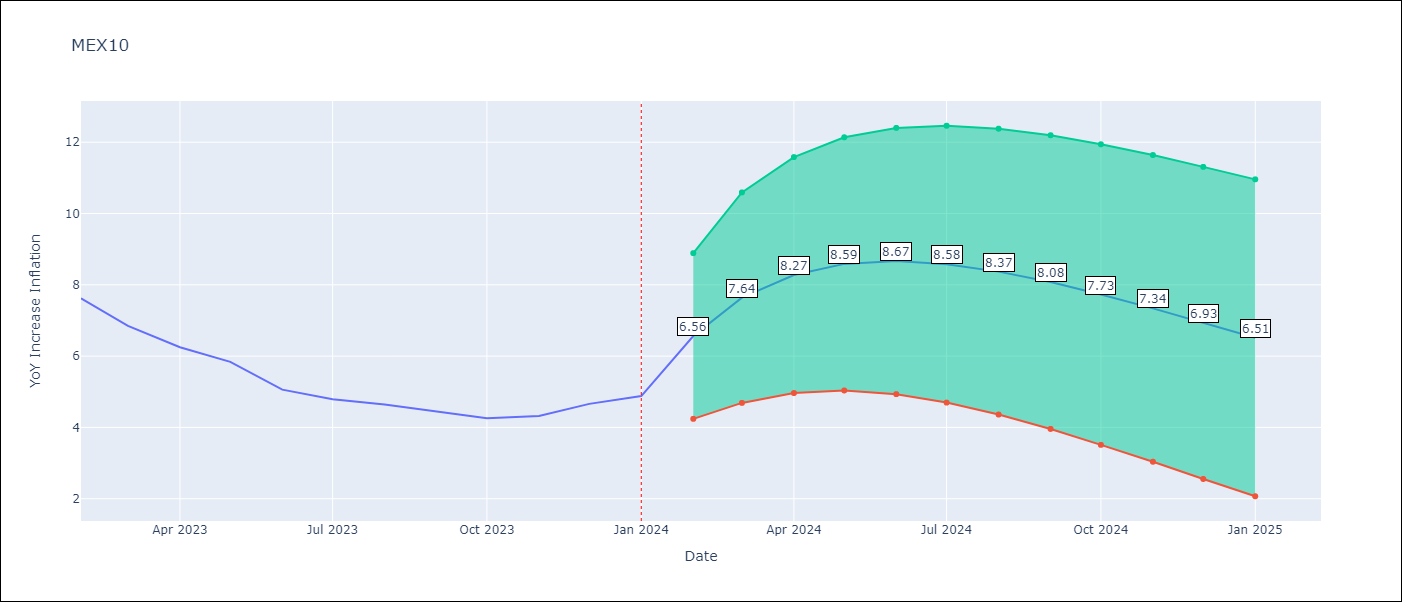 MEX10
YoY Increase Inflation
12
10
8
6
4
2
6.56
7.64
8.27
8.59
8.67
8.58
8.37
8.08
7.73
7.34
6.93
6.51
Apr 2023
Jul 2023
Oct 2023
Jan 2024
Apr 2024
Jul 2024
Oct 2024
Jan 2025
Date